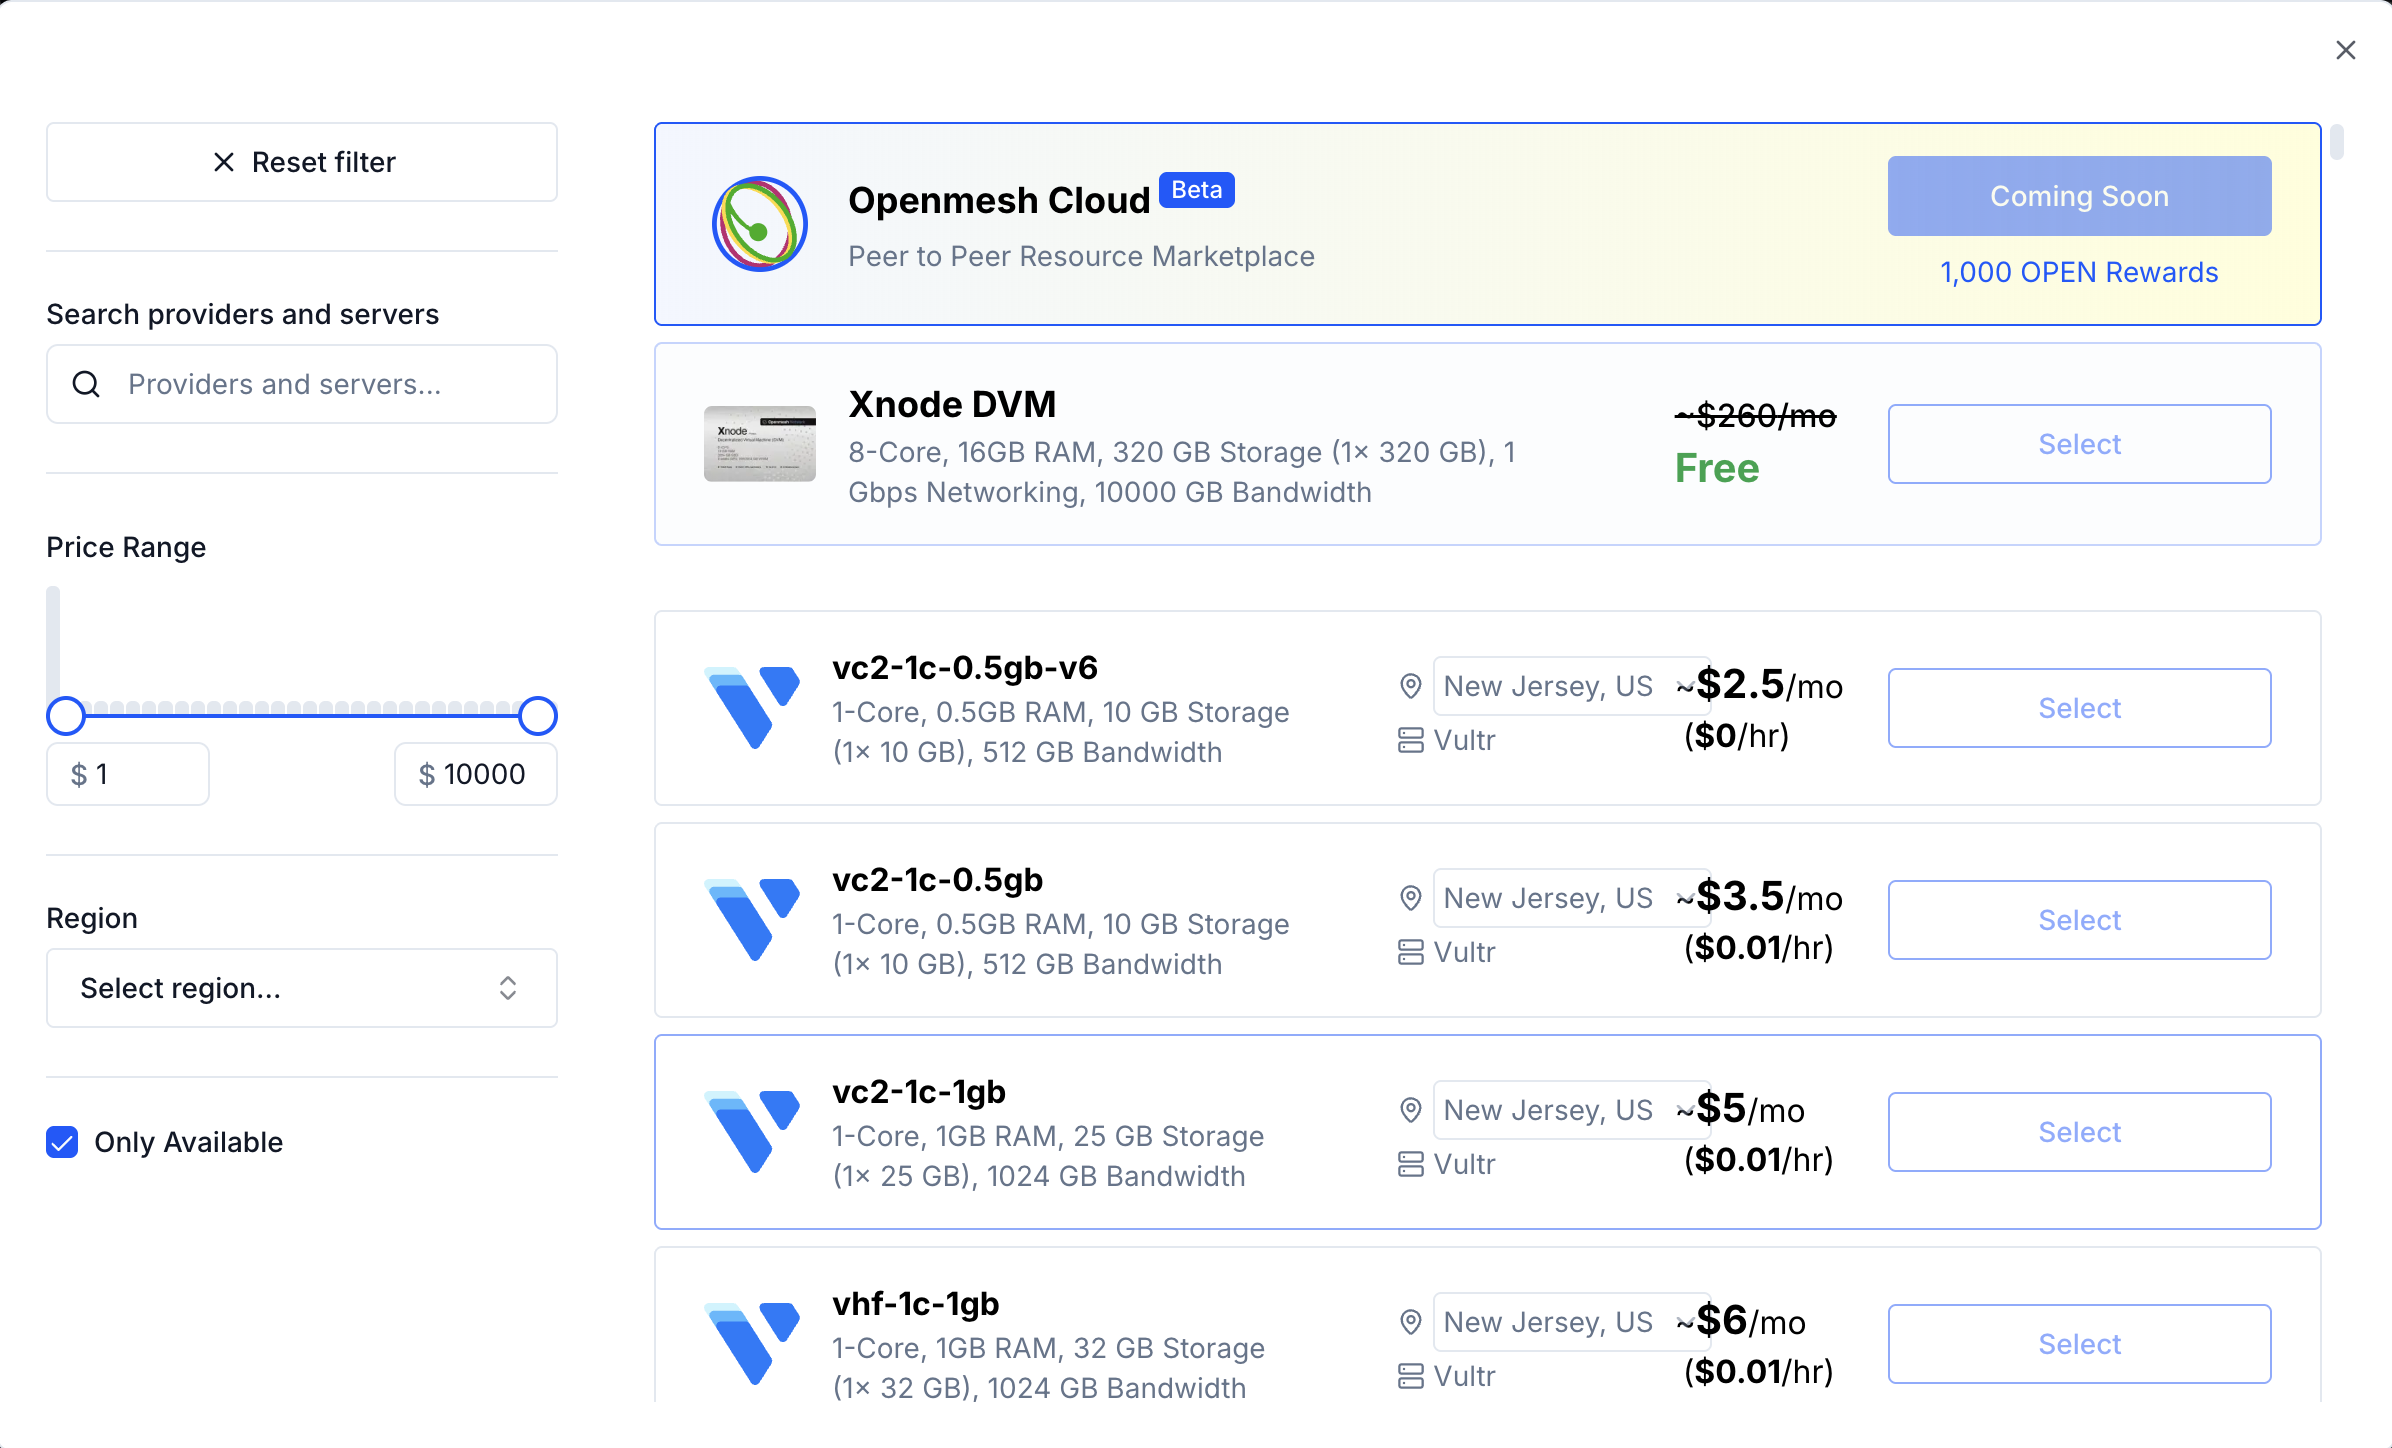 Reset filter
Search providers and servers
Providers and servers...
Price Range
$ 1
$ 10000
Region
Select region...
Only Available
Openmesh Cloud Beta
Peer to Peer Resource Marketplace
Coming Soon
1,000 OPEN Rewards
Xnode
Xnode DVM
8-Core, 16GB RAM, 320 GB Storage (1× 320 GB), 1
Gbps Networking, 10000 GB Bandwidth
~$260/mo
Free
Select
vc2-1c-0.5gb-v6
1-Core, 0.5GB RAM, 10 GB Storage
(1× 10 GB), 512 GB Bandwidth
New Jersey, US
Vultr
~$2.5/mo
($0/hr)
Select
vc2-1c-0.5gb
1-Core, 0.5GB RAM, 10 GB Storage
(1× 10 GB), 512 GB Bandwidth
New Jersey, US
Vultr
~$3.5/mo
($0.01/hr)
Select
vc2-1c-1gb
1-Core, 1GB RAM, 25 GB Storage
(1× 25 GB), 1024 GB Bandwidth
New Jersey, US
Vultr
~$5/mo
($0.01/hr)
Select
vhf-1c-1gb
1-Core, 1GB RAM, 32 GB Storage
(1× 32 GB), 1024 GB Bandwidth
New Jersey, US
Vultr
~$6/mo
($0.01/hr)
Select